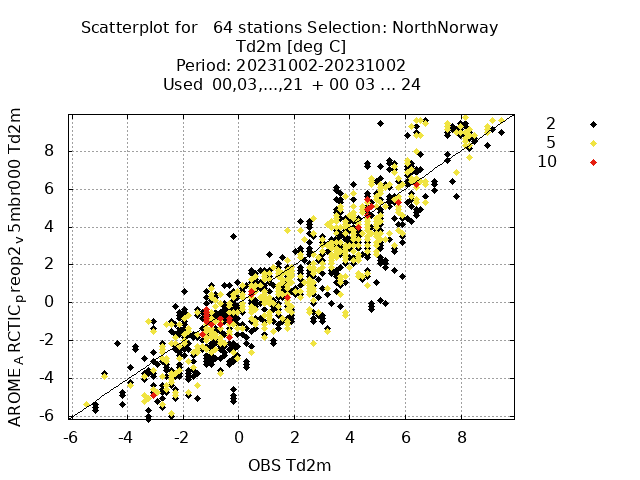 Scatterplot for 64 stations Selection: NorthNorway
Td2m [deg C]
Period: 20231002-20231002
Used 00,03,...,21 + 00 03 ... 24
2
5
10
AROME_ARCTIC_preop2_v5mbr000 Td2m
8
6
4
2
0
-2
-4
-6
-6 -4 -2 0 2 4 6 8
OBS Td2m